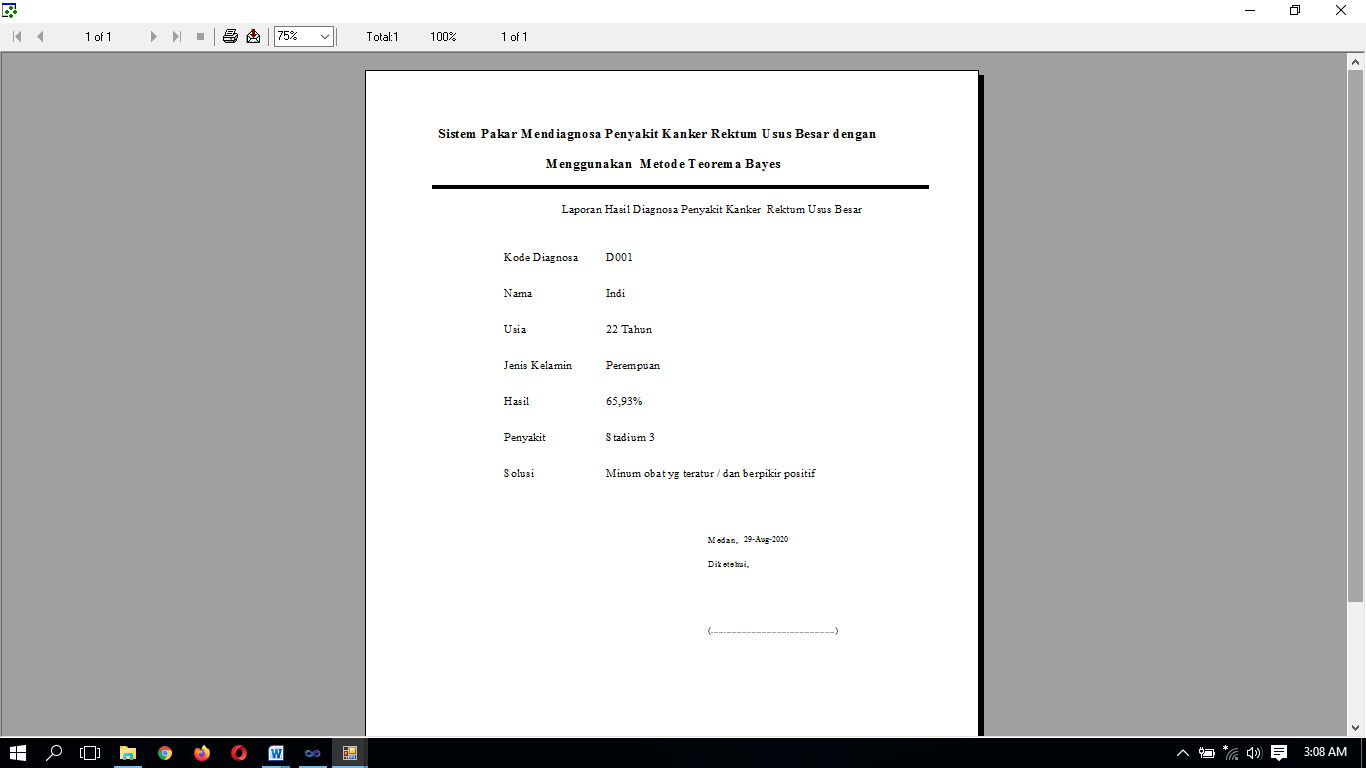 1 of 1
75%
Total:1
100%
1 of 1
Sistem Pakar Mendiagnosa Penyakit Kanker Rektum Usus Besar dengan
Menggunakan Metode Teorema Bayes
Laporan Hasil Diagnosa Penyakit Kanker Rektum Usus Besar
Kode Diagnosa D001
Nama Indi
Usia 22 Tahun
Jenis Kelamin Perempuan
Hasil 65,93%
Penyakit Stadium 3
Solusi Minum obat yg teratur / dan berpikir positif
Medan, 29-Aug-2020
Diketehui,
(--------------------------)
3:08 AM